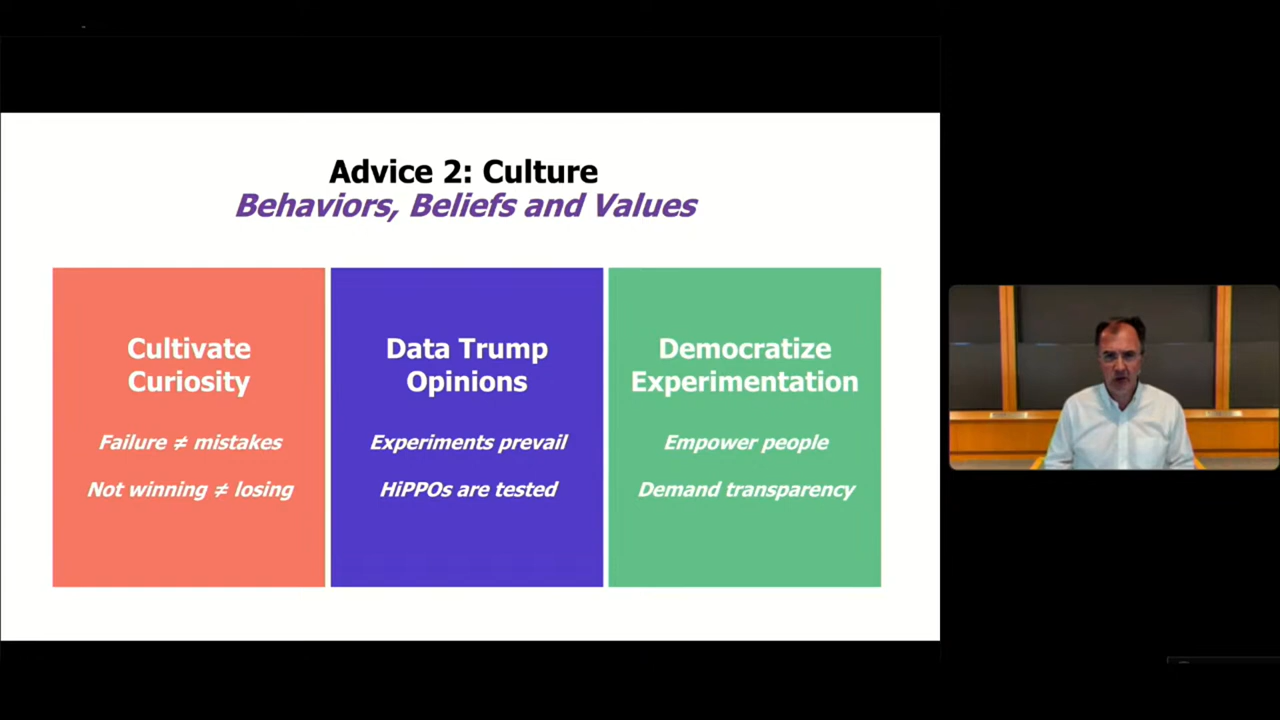 Advice 2: Culture
Behaviors, Beliefs and Values
Cultivate
Curiosity
Failure ≠ mistakes
Not winning ≠ losing
Data Trump
Opinions
Experiments prevail
HiPPOs are tested
Democratize
Experimentation
Empower people
Demand transparency